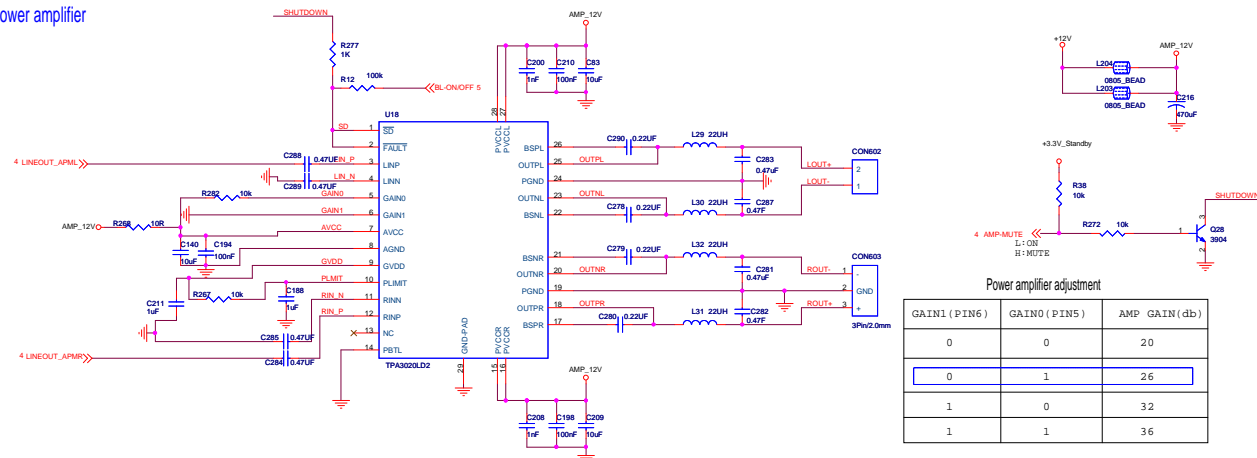 ower amplifier
SHUTDOWN
R277
1K
R12 100k
BL-ON/OFF 5
AMP_12V
C200
1nF
C210
100nF
C83
10uF
+12V
AMP_12V
L204
0805_BEAD
L203
0805_BEAD
C216
470uF
U18
SD 1 SD
2 FAULT
4 LINEOUT_APML
C288 0.47UF
IN_P 3 LINP
C289 0.47UF
LIN_N 4 LINN
R282 10k
GAIN0 5 GAIN0
GAIN1 6 GAIN1
AMP_12V
R268 10R
AVCC 7 AVCC
C140
10uF
C194
100nF
8 AGND
GVDD 9 GVDD
PLMIT 10 PLIMIT
C211
1uF
R267 10k
C188
1uF
RIN_N 11 RINN
RIN_P 12 RINP
13 NC
C285 0.47UF
4 LINEOUT_APMR
C284 0.47UF
14 PBTL
TPA3020LD2
28 27
PVCCL PVCCL
BSPL 26
OUTPL 25 OUTPL
PGND 24
OUTNL 23 OUTNL
BSNL 22
BSNR 21
OUTNR 20 OUTNR
PGND 19
OUTPR 18 OUTPR
BSPR 17
GND-PAD
29
PVCCR PVCCR
15 16
C290 0.22UF
L29 22UH
C283
0.47uF
C278 0.22UF
L30 22UH
C287
0.47F
LOUT+
LOUT-
CON602
2
1
C279 0.22UF
L32 22UH
C281
0.47uF
C280 0.22UF
L31 22UH
C282
0.47F
ROUT-
ROUT+
CON603
1 -
2 GND
3 +
3Pin/2.0mm
AMP_12V
C208
1nF
C198
100nF
C209
10uF
+3.3V_Standby
R38
10k
4 AMP-MUTE
L:ON
H:MUTE
R272 10k
SHUTDOWN
1
3
2
Q28
3904
Power amplifier adjustment
GAIN1(PIN6) GAIN0(PIN5) AMP GAIN(db)
0 0 20
0 1 26
1 0 32
1 1 36